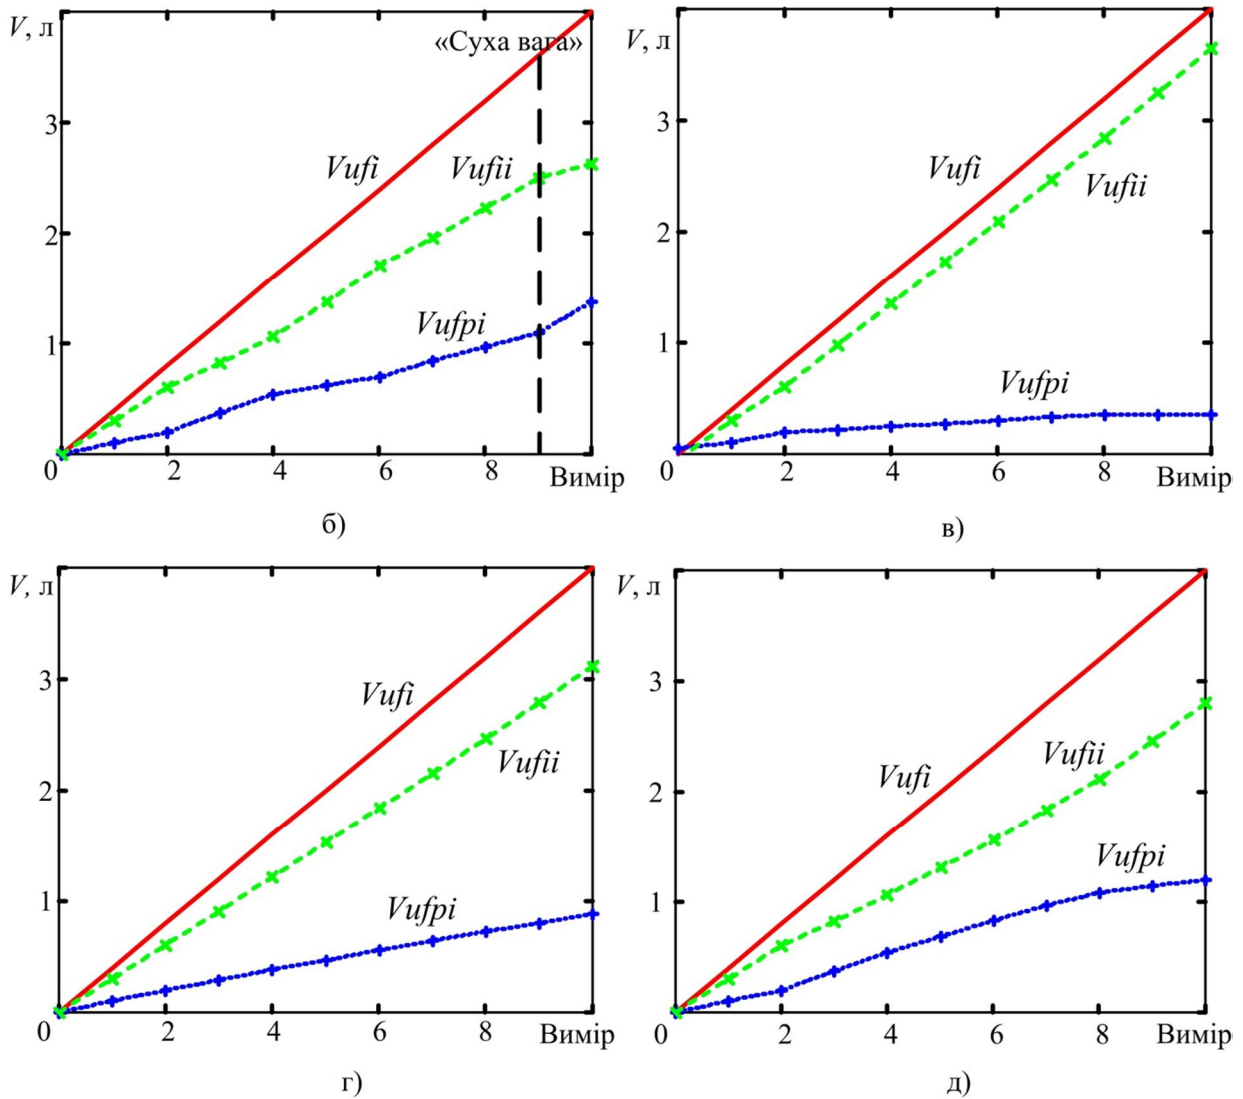 V, л
«Суха вага»
3
Vufi
Vufii
2
Vufpi
1
0
2
4
6
8
Вимір
б)
V, л
3
Vufi
Vufii
2
1
Vufpi
0
2
4
6
8
Вимір
в)
V, л
3
Vufi
Vufii
2
Vufpi
1
0
2
4
6
8
Вимір
г)
V, л
3
Vufi
Vufii
2
Vufpi
1
0
2
4
6
8
Вимір
д)